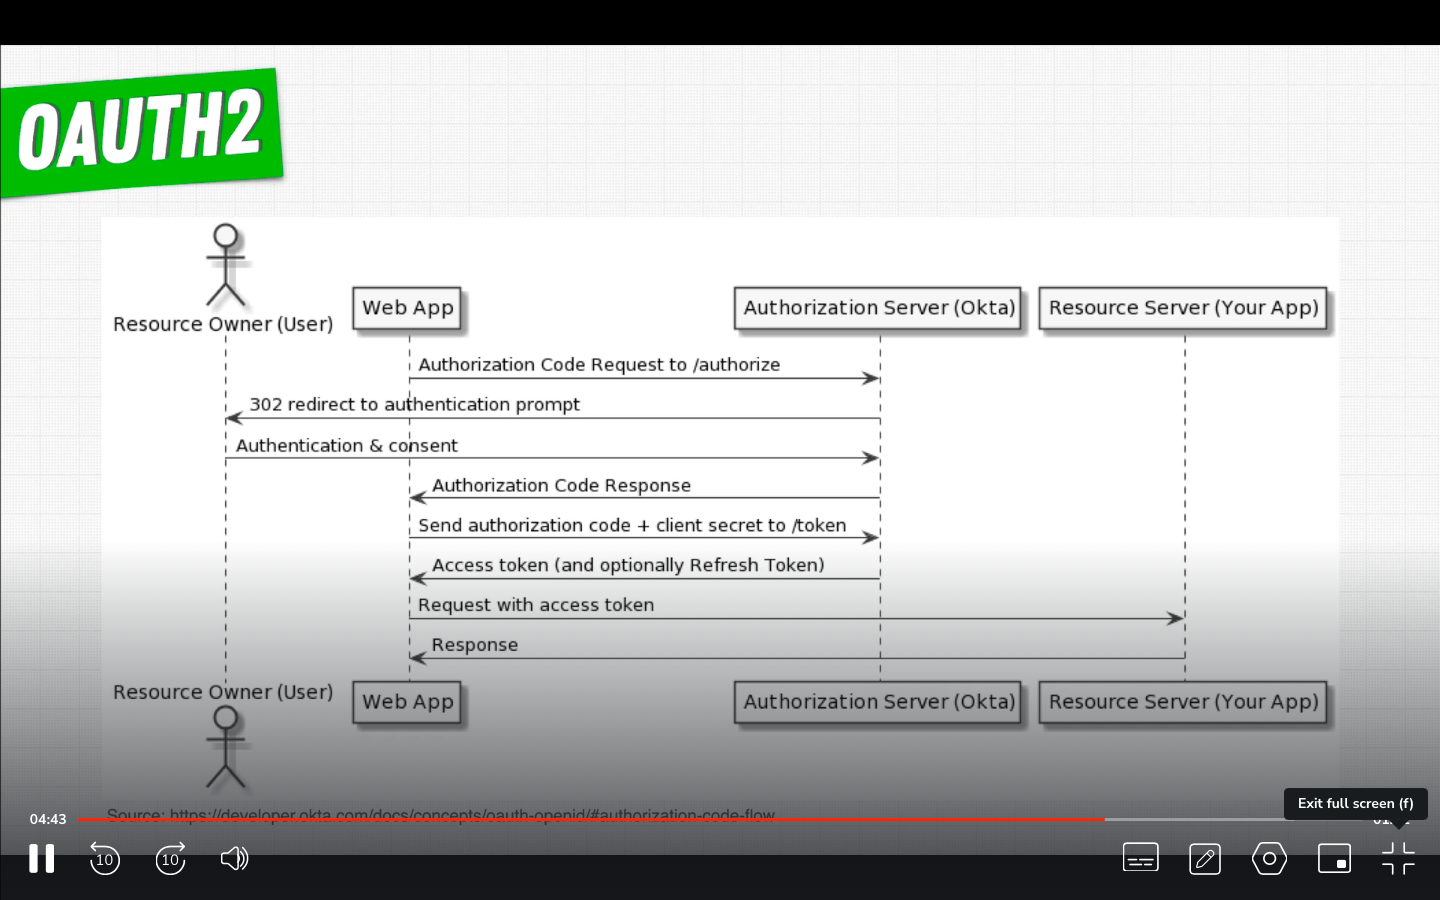 OAUTH2
Resource Owner (User)
Web App
Authorization Server (Okta)
Resource Server (Your App)
Authorization Code Request to /authorize
302 redirect to authentication prompt
Authentication & consent
Authorization Code Response
Send authorization code + client secret to /token
Access token (and optionally Refresh Token)
Request with access token
Response
Resource Owner (User)
Web App
Authorization Server (Okta)
Resource Server (Your App)
Source: https://developer.okta.com/docs/concepts/oauth-openid/#authorization-code-flow
Exit full screen (f)
04:43
10
10